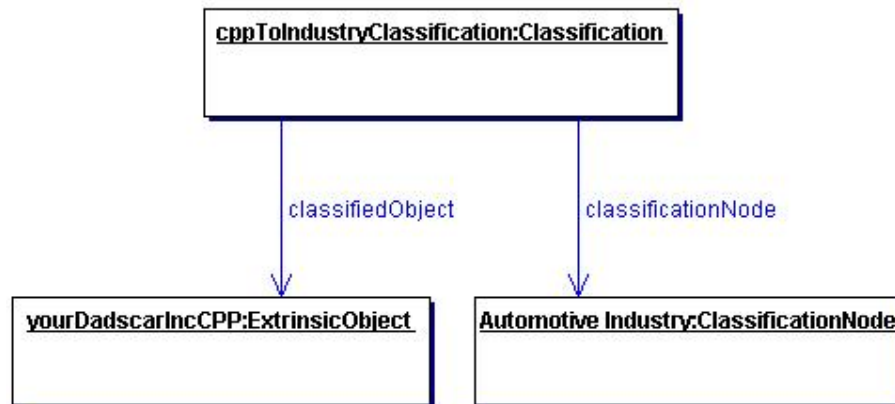 cppToIndustryClassification:Classification
classifiedObject
classificationNode
yourDadscarIncCPP:ExtrinsicObject
Automotive Industry:ClassificationNode